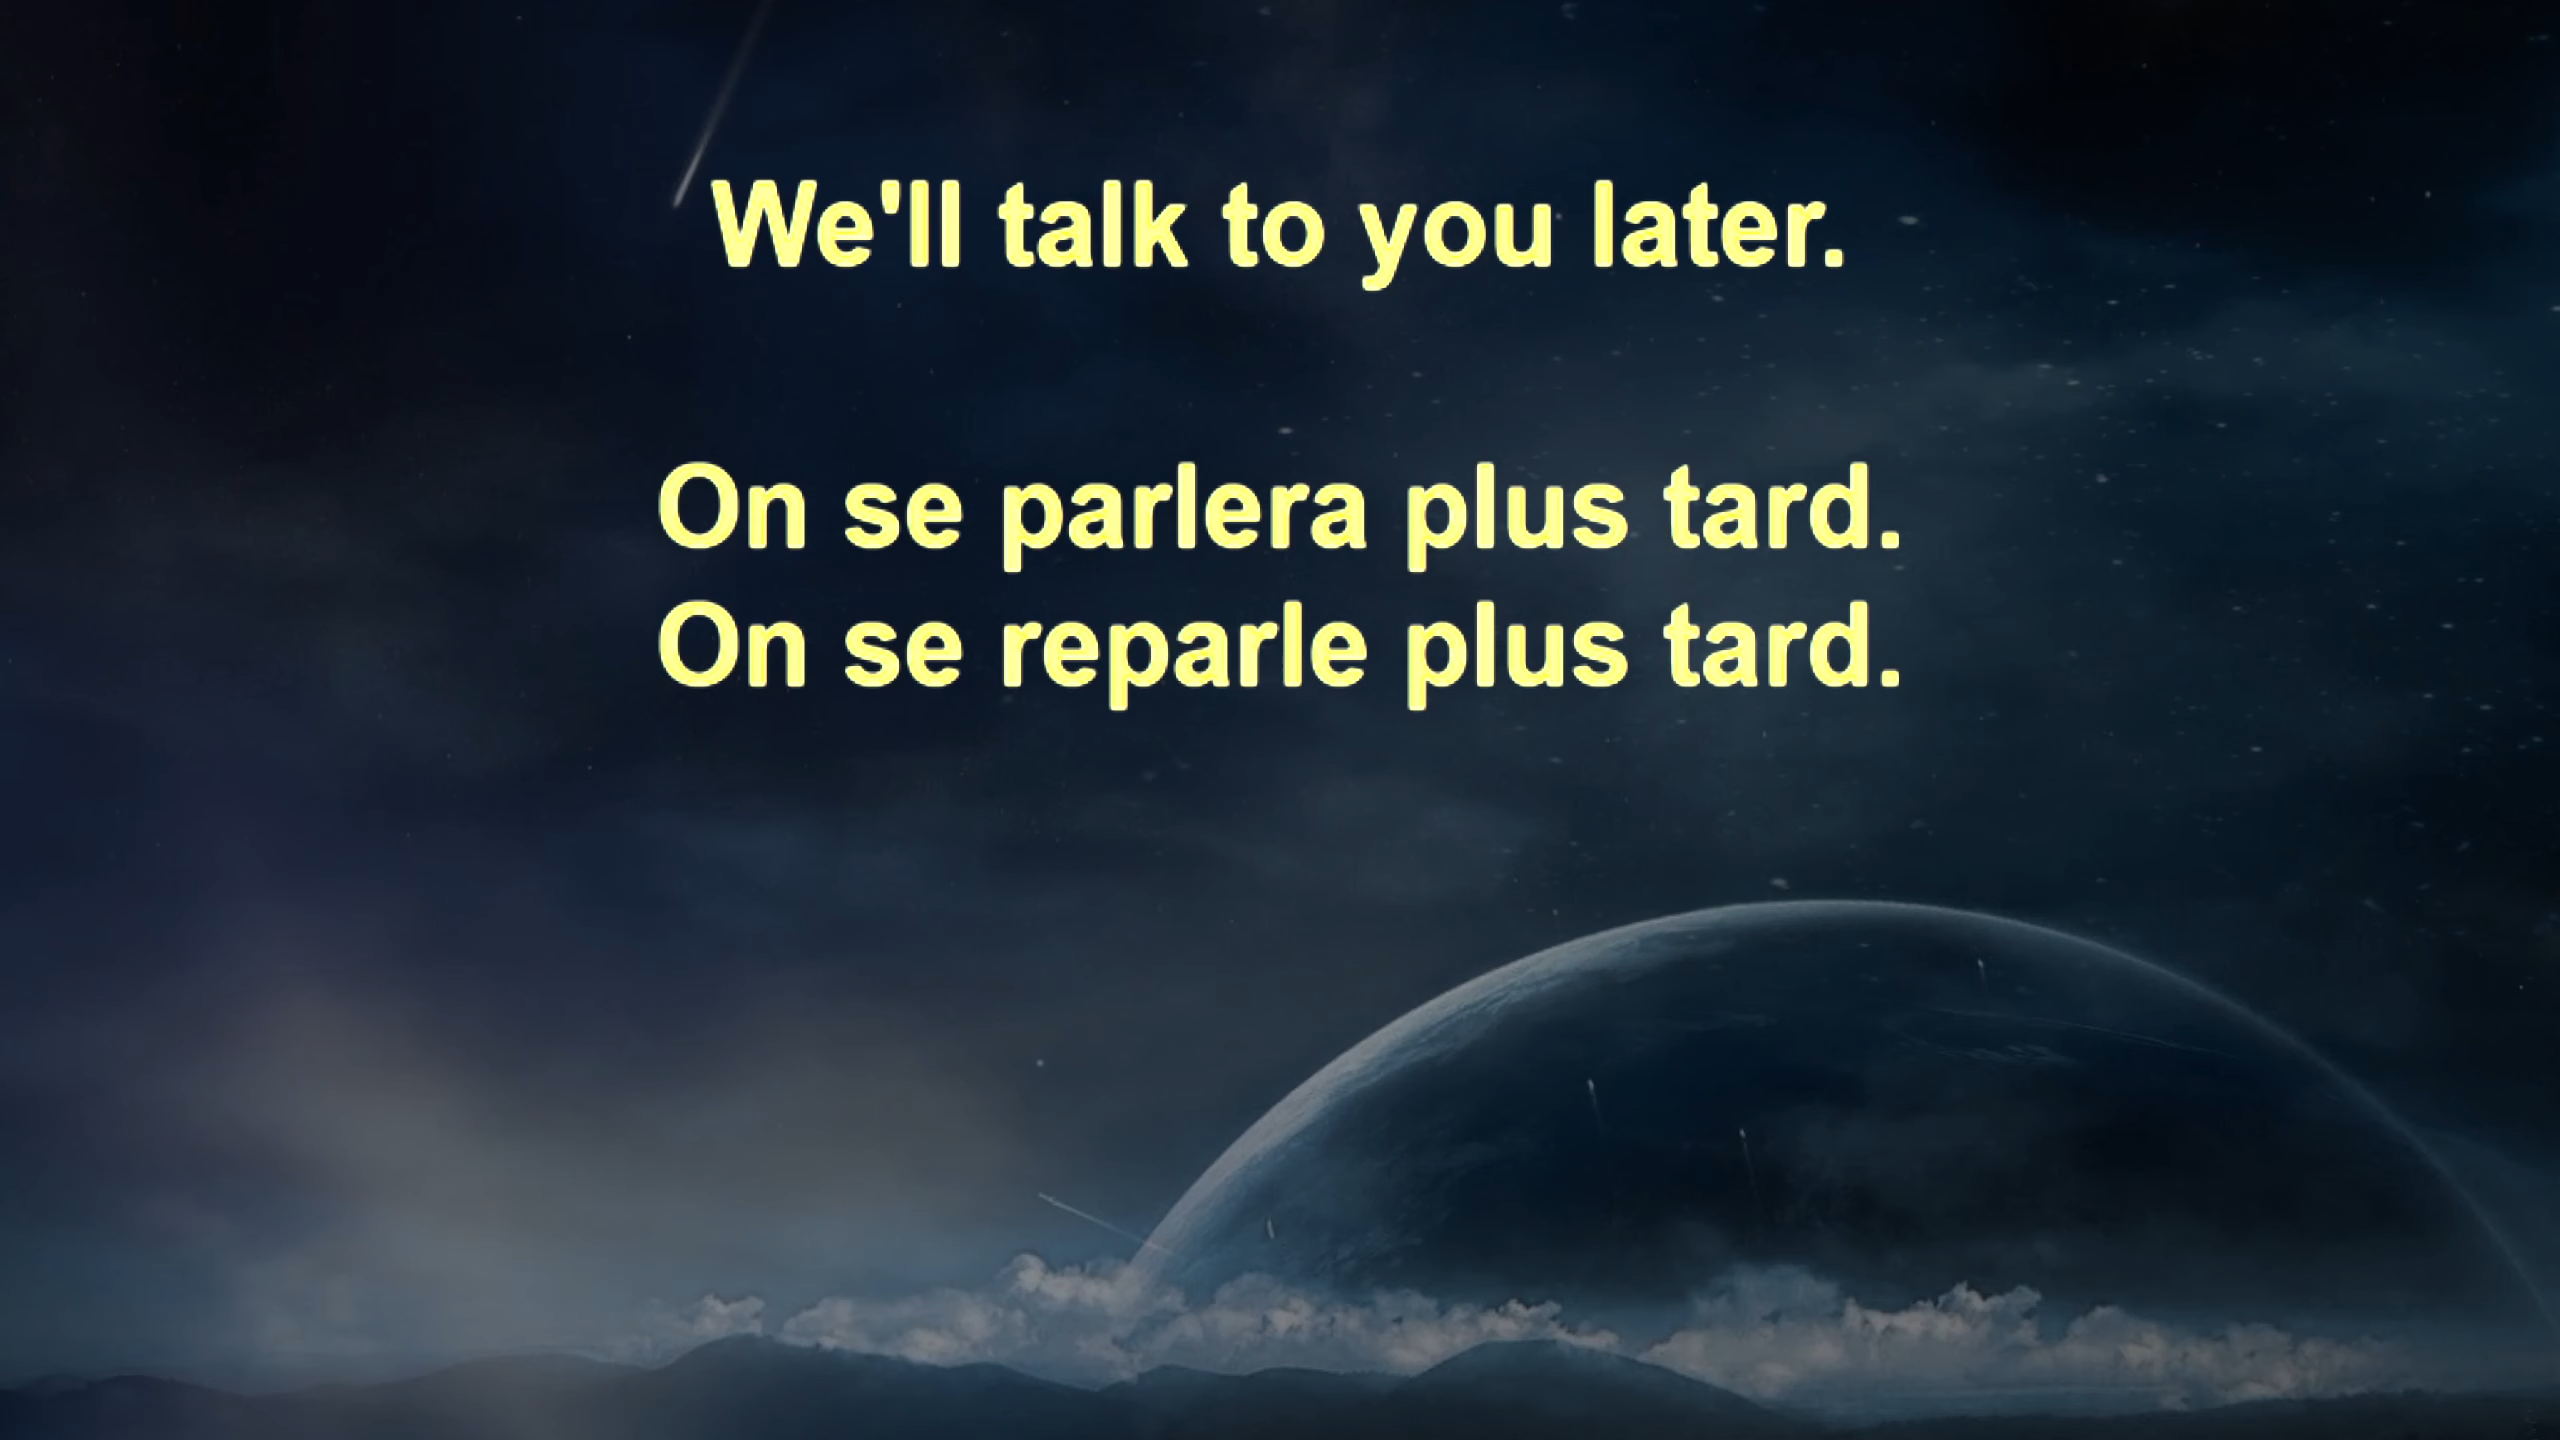 We'll talk to you later.
On se parlera plus tard.
On se reparle plus tard.